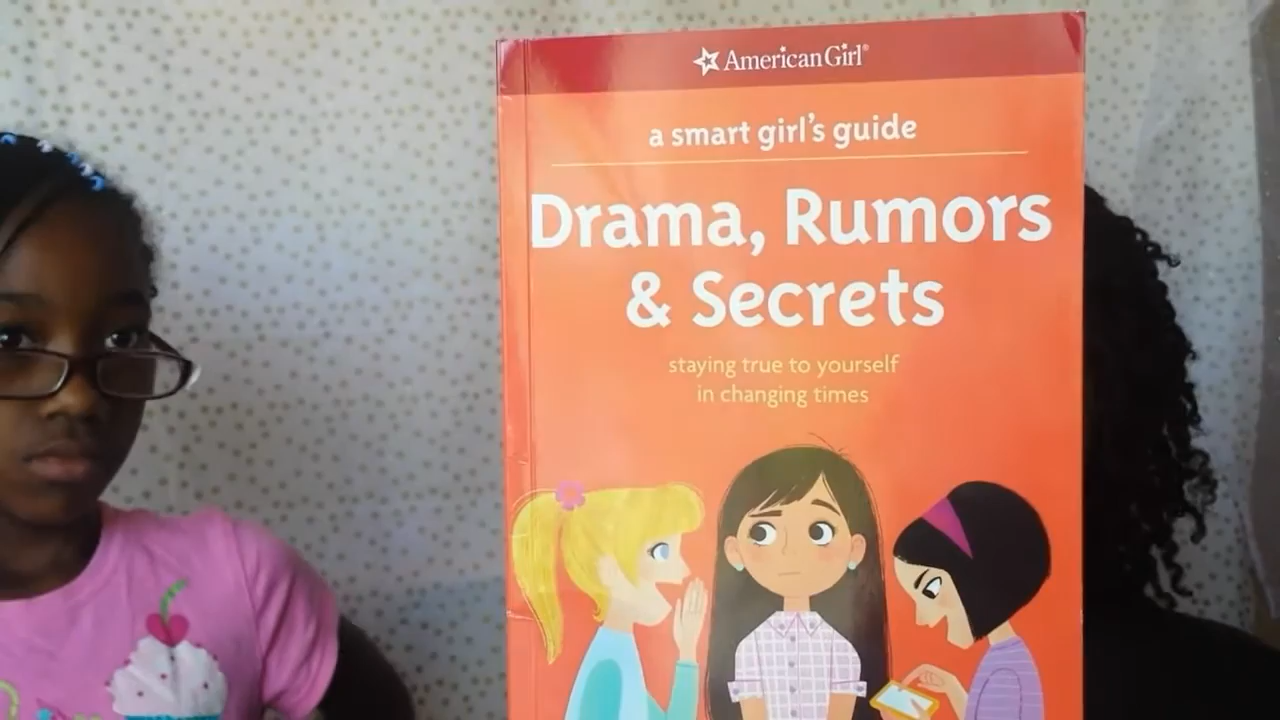 American Girl®
a smart girl's guide
Drama, Rumors
& Secrets
staying true to yourself
in changing times